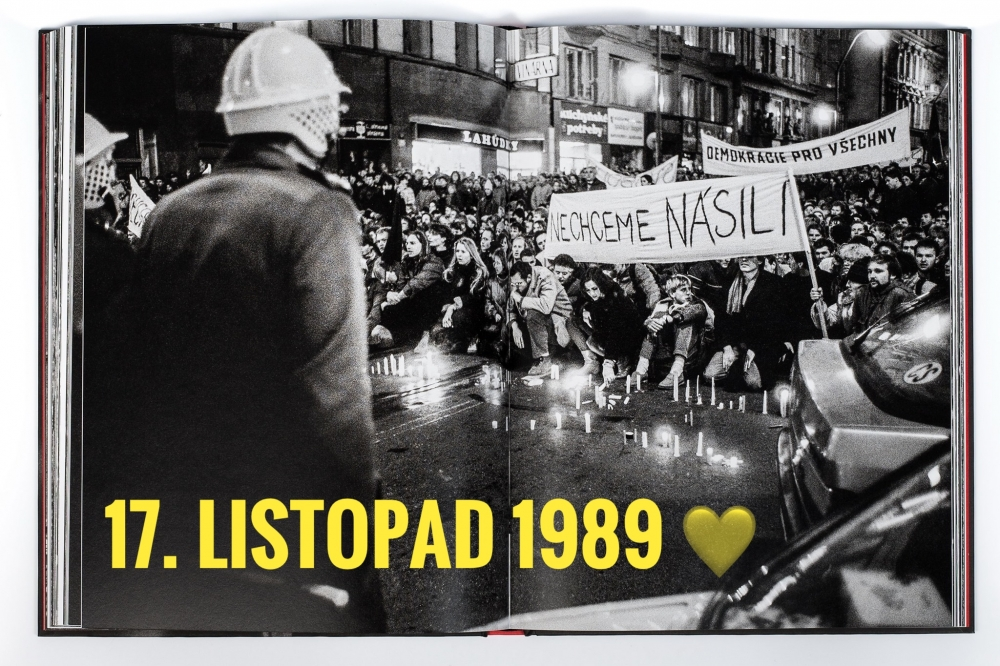 LAHŮDKY
potřeby
DEMOKRACIE PRO VŠECHNY
NECHCEME NÁSILÍ
17. LISTOPAD 1989 💛